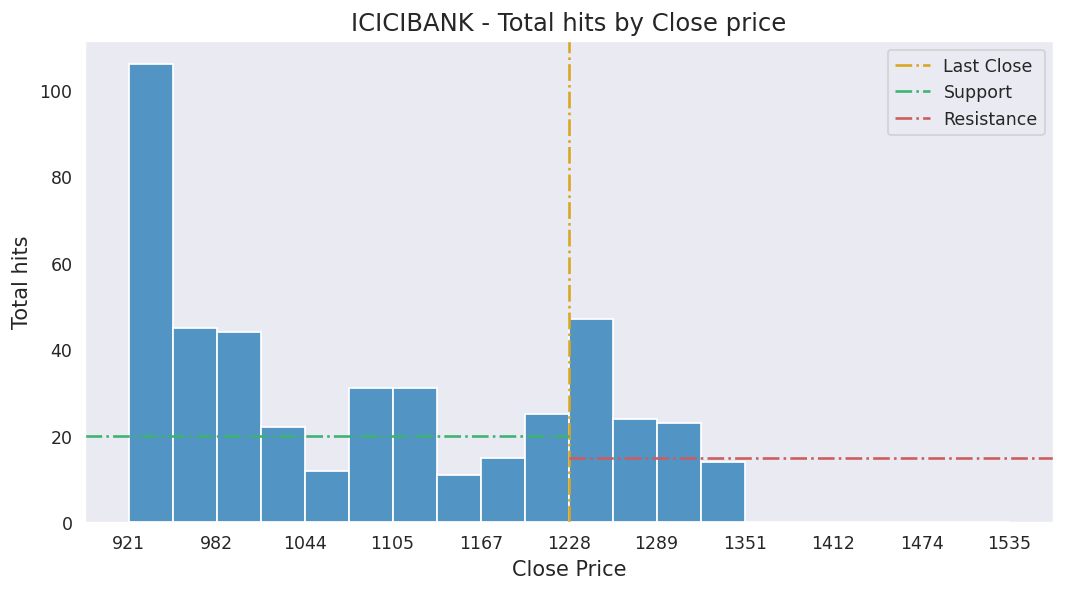 ICICIBANK - Total hits by Close price
Last Close
Support
Resistance
Total hits
100
80
60
40
20
0
921 982 1044 1105 1167 1228 1289 1351 1412 1474 1535
Close Price